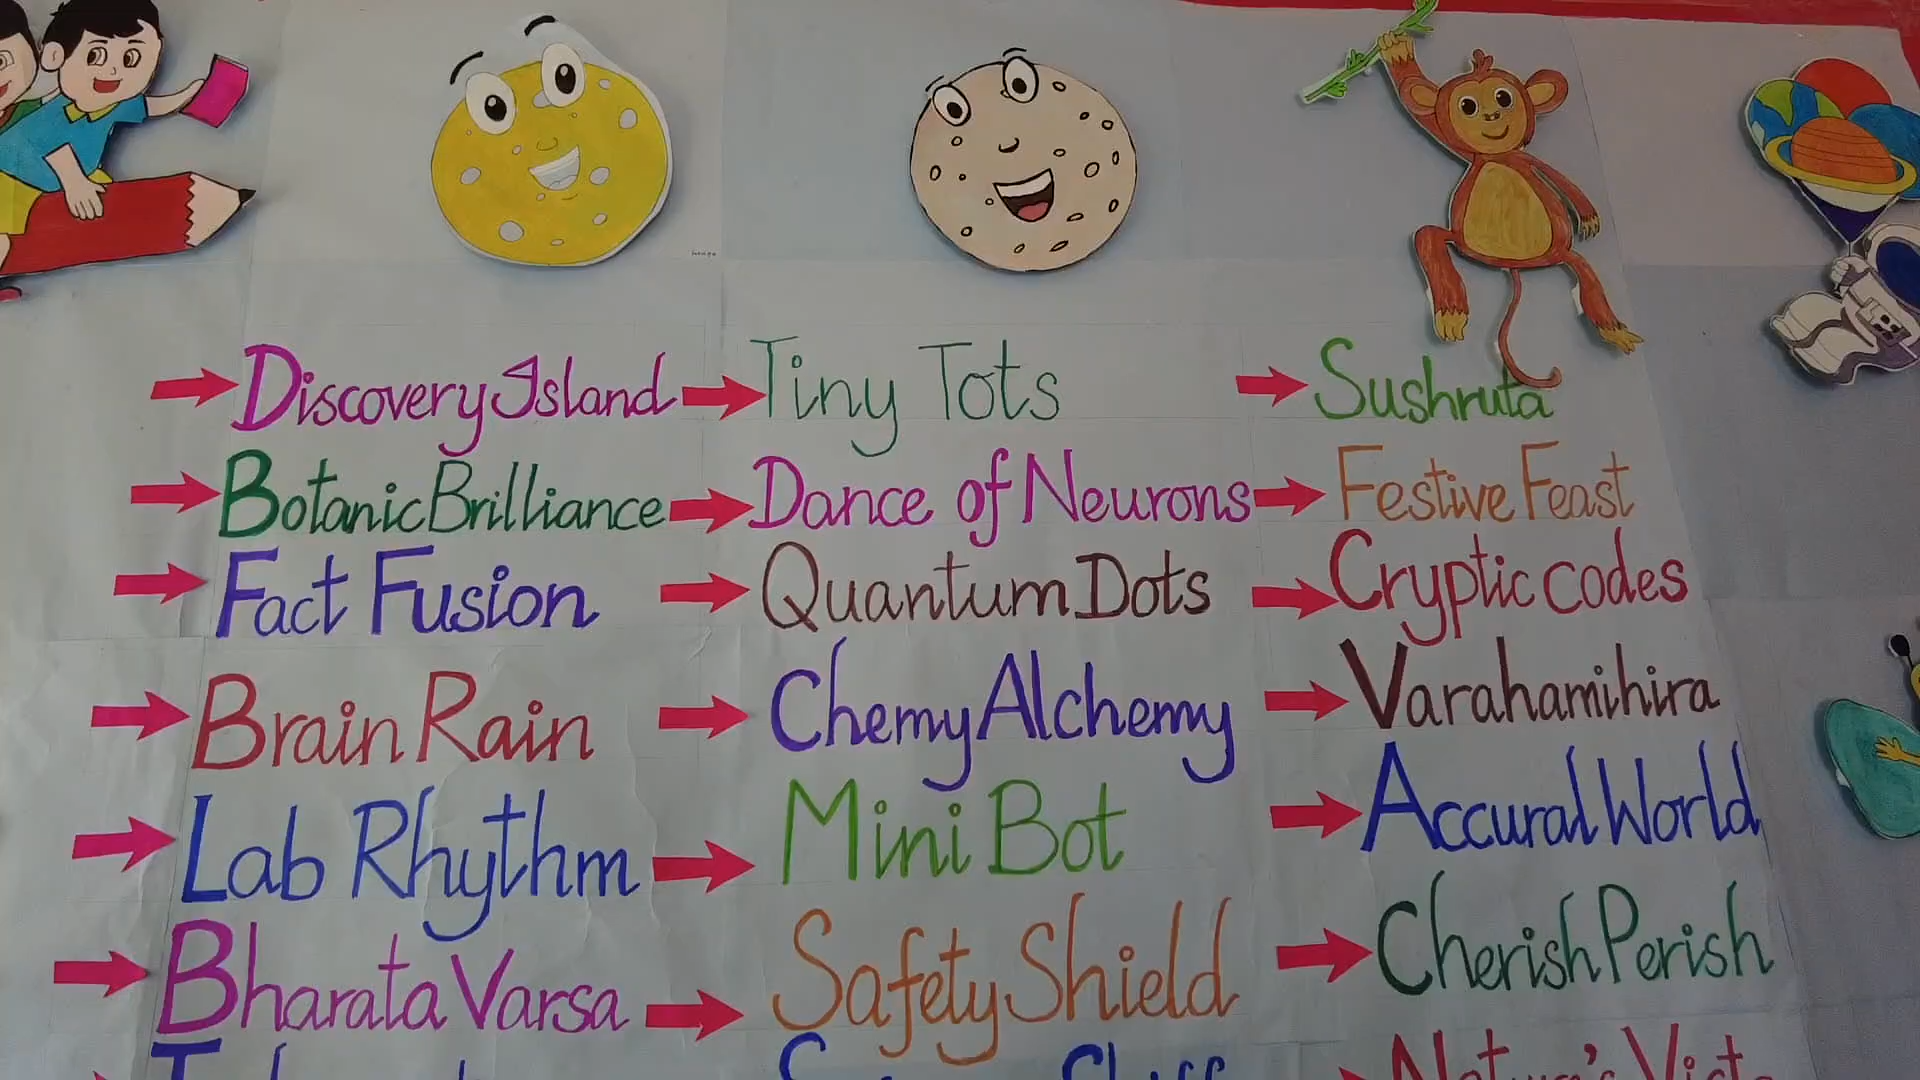 Discovery Island
Tiny Tots
Sushruta
Botanic Brilliance
Dance of Neurons
Festive Feast
Fact Fusion
Quantum Dots
Cryptic codes
Brain Rain
Chemy Alchemy
Varahamihira
Lab Rhythm
Mini Bot
Accural World
Bharata Varsa
Safety Shield
Cherish Perish
Nature's